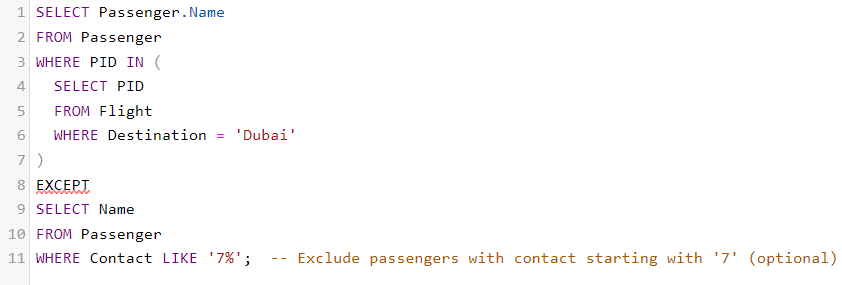 1 SELECT Passenger.Name
2 FROM Passenger
3 WHERE PID IN (
4 SELECT PID
5 FROM Flight
6 WHERE Destination = 'Dubai'
7 )
8 EXCEPT
9 SELECT Name
10 FROM Passenger
11 WHERE Contact LIKE '7%'; -- Exclude passengers with contact starting with '7' (optional)